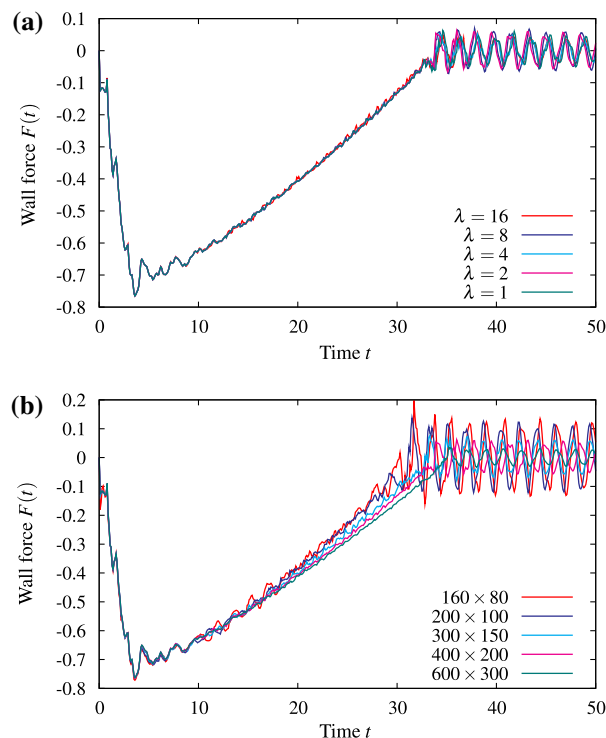 (a)
0.1
0
-0.1
-0.2
-0.3
-0.4
-0.5
-0.6
-0.7
-0.8
Wall force F(t)
λ = 16
λ = 8
λ = 4
λ = 2
λ = 1
0 10 20 30 40 50
Time t
(b)
0.2
0.1
0
-0.1
-0.2
-0.3
-0.4
-0.5
-0.6
-0.7
-0.8
Wall force F(t)
160 × 80
200 × 100
300 × 150
400 × 200
600 × 300
0 10 20 30 40 50
Time t